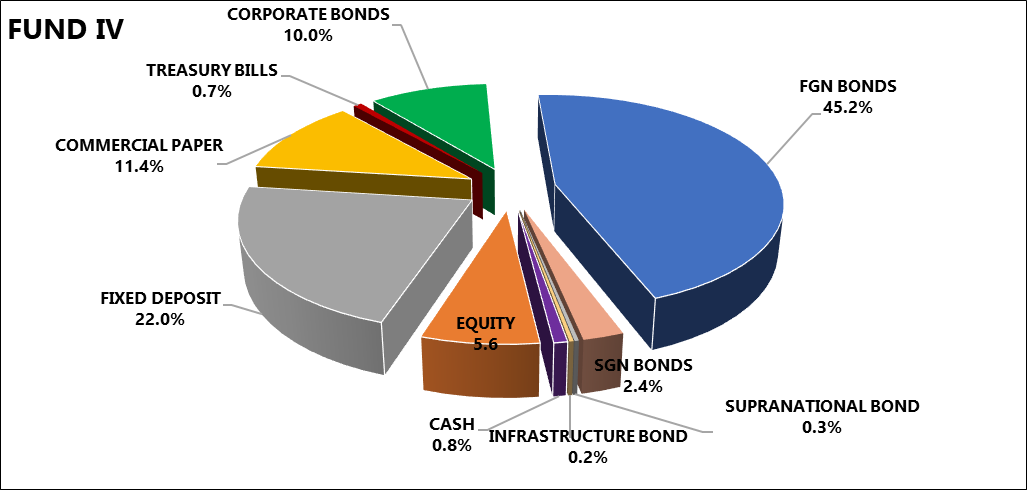 FUND IV
CORPORATE BONDS
10.0%
TREASURY BILLS
0.7%
FGN BONDS
45.2%
COMMERCIAL PAPER
11.4%
FIXED DEPOSIT
22.0%
EQUITY
5.6
SGN BONDS
2.4%
SUPRANATIONAL BOND
0.3%
CASH
0.8%
INFRASTRUCTURE BOND
0.2%